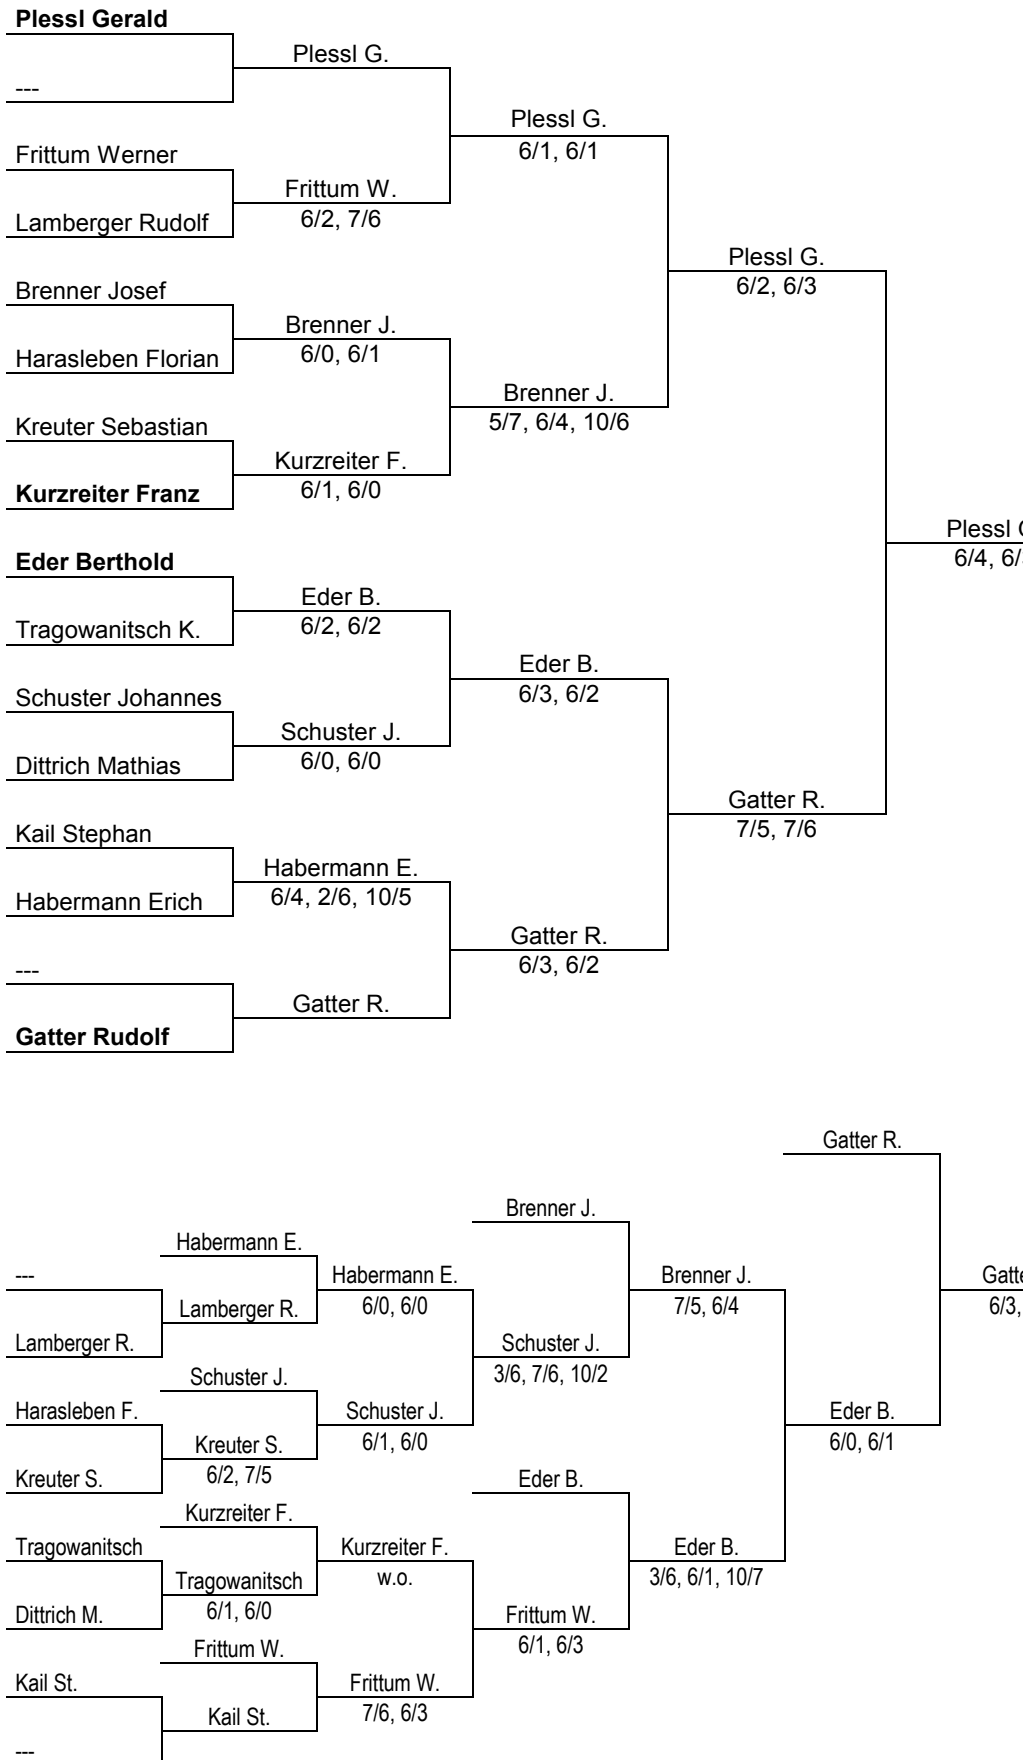 Plessl Gerald
Plessl G.
---
Plessl G.
6/1, 6/1
Frittum Werner
Frittum W.
6/2, 7/6
Lamberger Rudolf
Plessl G.
6/2, 6/3
Brenner Josef
Brenner J.
6/0, 6/1
Harasleben Florian
Brenner J.
5/7, 6/4, 10/6
Kreuter Sebastian
Kurzreiter F.
6/1, 6/0
Kurzreiter Franz
Plessl
6/4, 6/
Eder Berthold
Eder B.
6/2, 6/2
Tragowanitsch K.
Eder B.
6/3, 6/2
Schuster Johannes
Schuster J.
6/0, 6/0
Dittrich Mathias
Gatter R.
7/5, 7/6
Kail Stephan
Habermann E.
6/4, 2/6, 10/5
Habermann Erich
Gatter R.
6/3, 6/2
---
Gatter R.
Gatter Rudolf
Gatter R.
Brenner J.
Habermann E.
---
Habermann E.
6/0, 6/0
Brenner J.
7/5, 6/4
Gatte
6/3,
Lamberger R.
Lamberger R.
Schuster J.
3/6, 7/6, 10/2
Schuster J.
Harasleben F.
Schuster J.
6/1, 6/0
Eder B.
6/0, 6/1
Kreuter S.
6/2, 7/5
Kreuter S.
Eder B.
Kurzreiter F.
Tragowanitsch
Kurzreiter F.
w.o.
Eder B.
3/6, 6/1, 10/7
Tragowanitsch
6/1, 6/0
Dittrich M.
Frittum W.
6/1, 6/3
Frittum W.
Kail St.
Frittum W.
7/6, 6/3
Kail St.
---